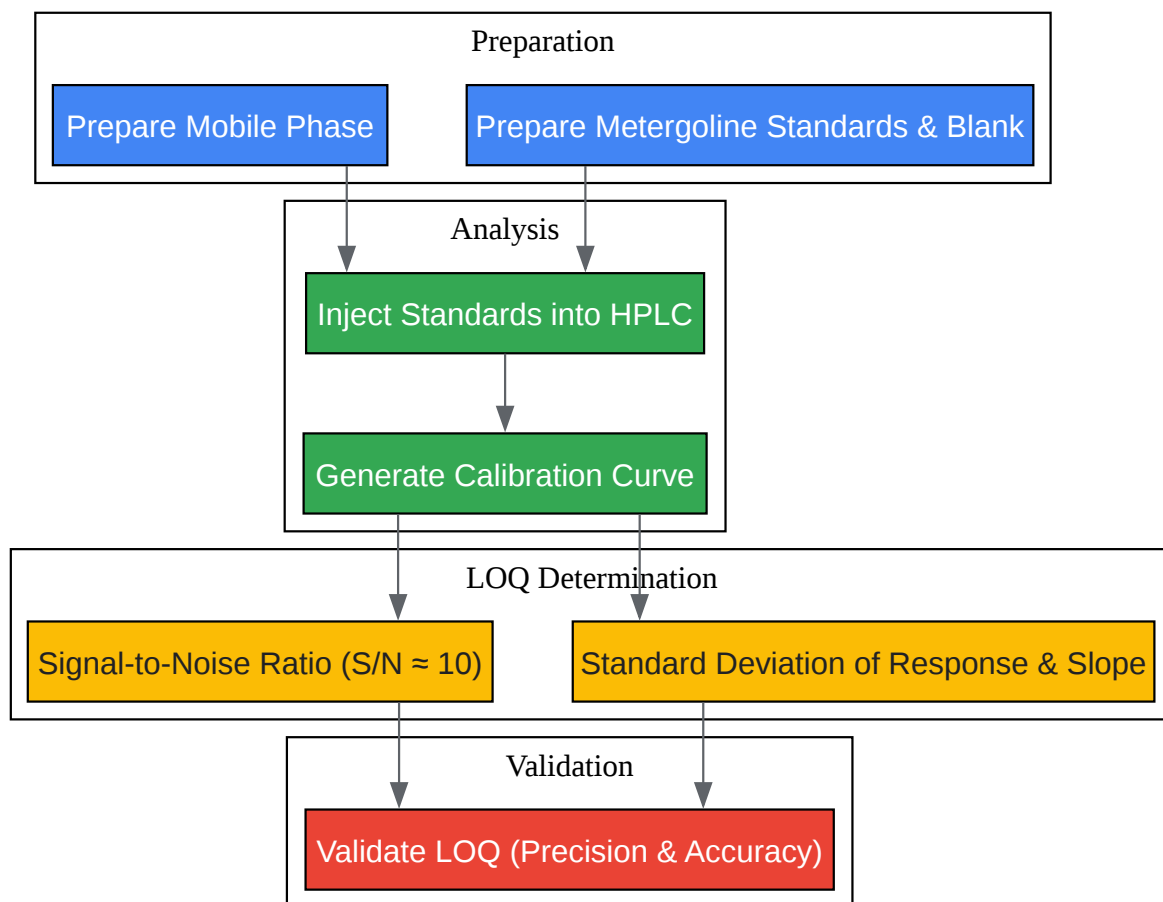 Preparation
Prepare Mobile Phase
Prepare Metergoline Standards & Blank
Analysis
Inject Standards into HPLC
Generate Calibration Curve
LOQ Determination
Signal-to-Noise Ratio (S/N ≈ 10)
Standard Deviation of Response & Slope
Validation
Validate LOQ (Precision & Accuracy)